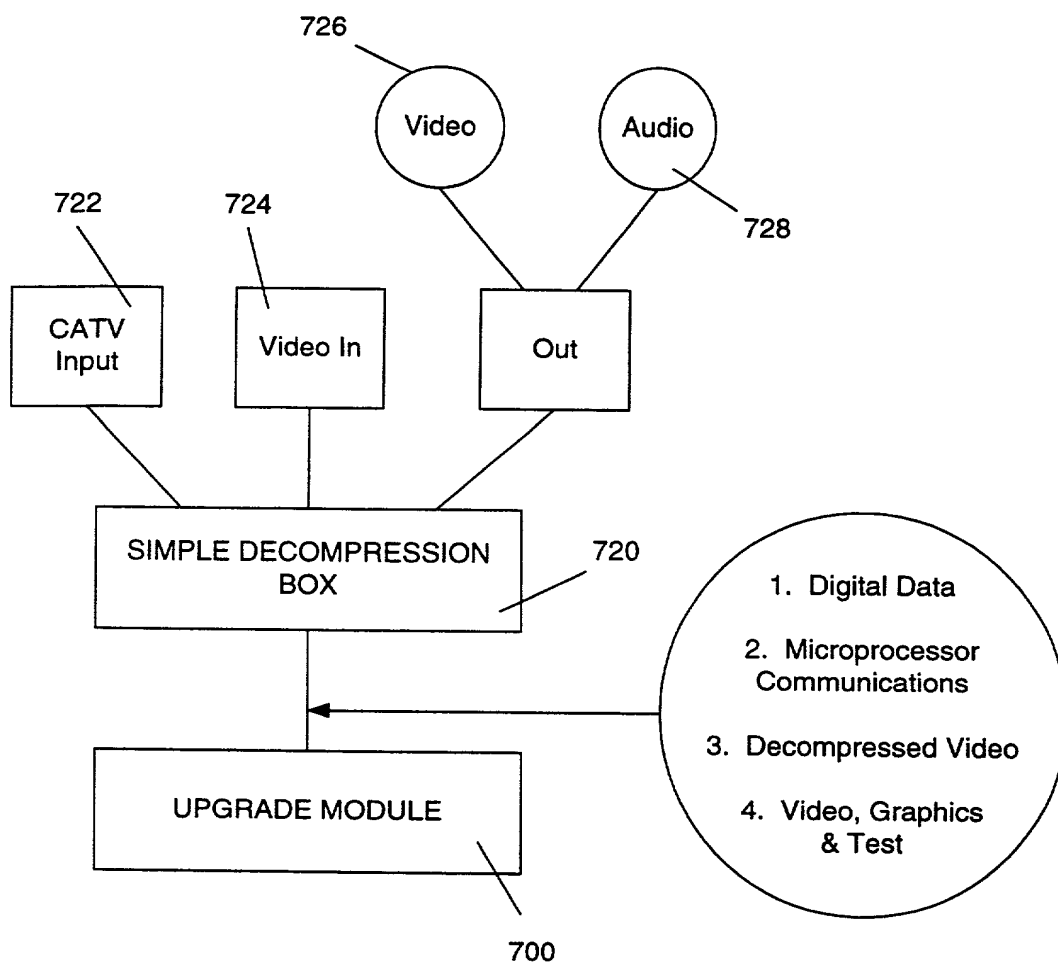 726
Video
Audio
728
722
724
CATV
Input
Video In
Out
SIMPLE DECOMPRESSION
BOX
720
1. Digital Data
2. Microprocessor
Communications
3. Decompressed Video
4. Video, Graphics
& Test
UPGRADE MODULE
700